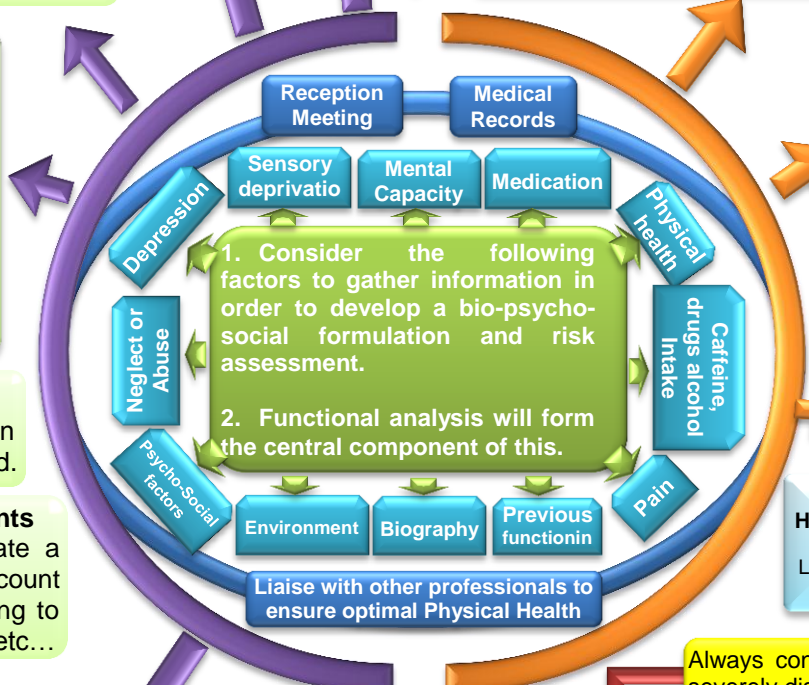 Reception
Meeting
Medical
Records
Sensory
deprivatio
Mental
Capacity
Medication
Depression
Physical
health
1. Consider the following
factors to gather information in
order to develop a bio-psycho-
social formulation and risk
assessment.
2. Functional analysis will form
the central component of this.
Neglect or
Abuse
Caffeine,
drugs alcohol
Intake
Psycho-Social
factors
Environment
Biography
Previous
functionin
Pain
Liaise with other professionals to
ensure optimal Physical Health
n
d.
nts
ate a
count
ng to
etc…
H
L
Always con